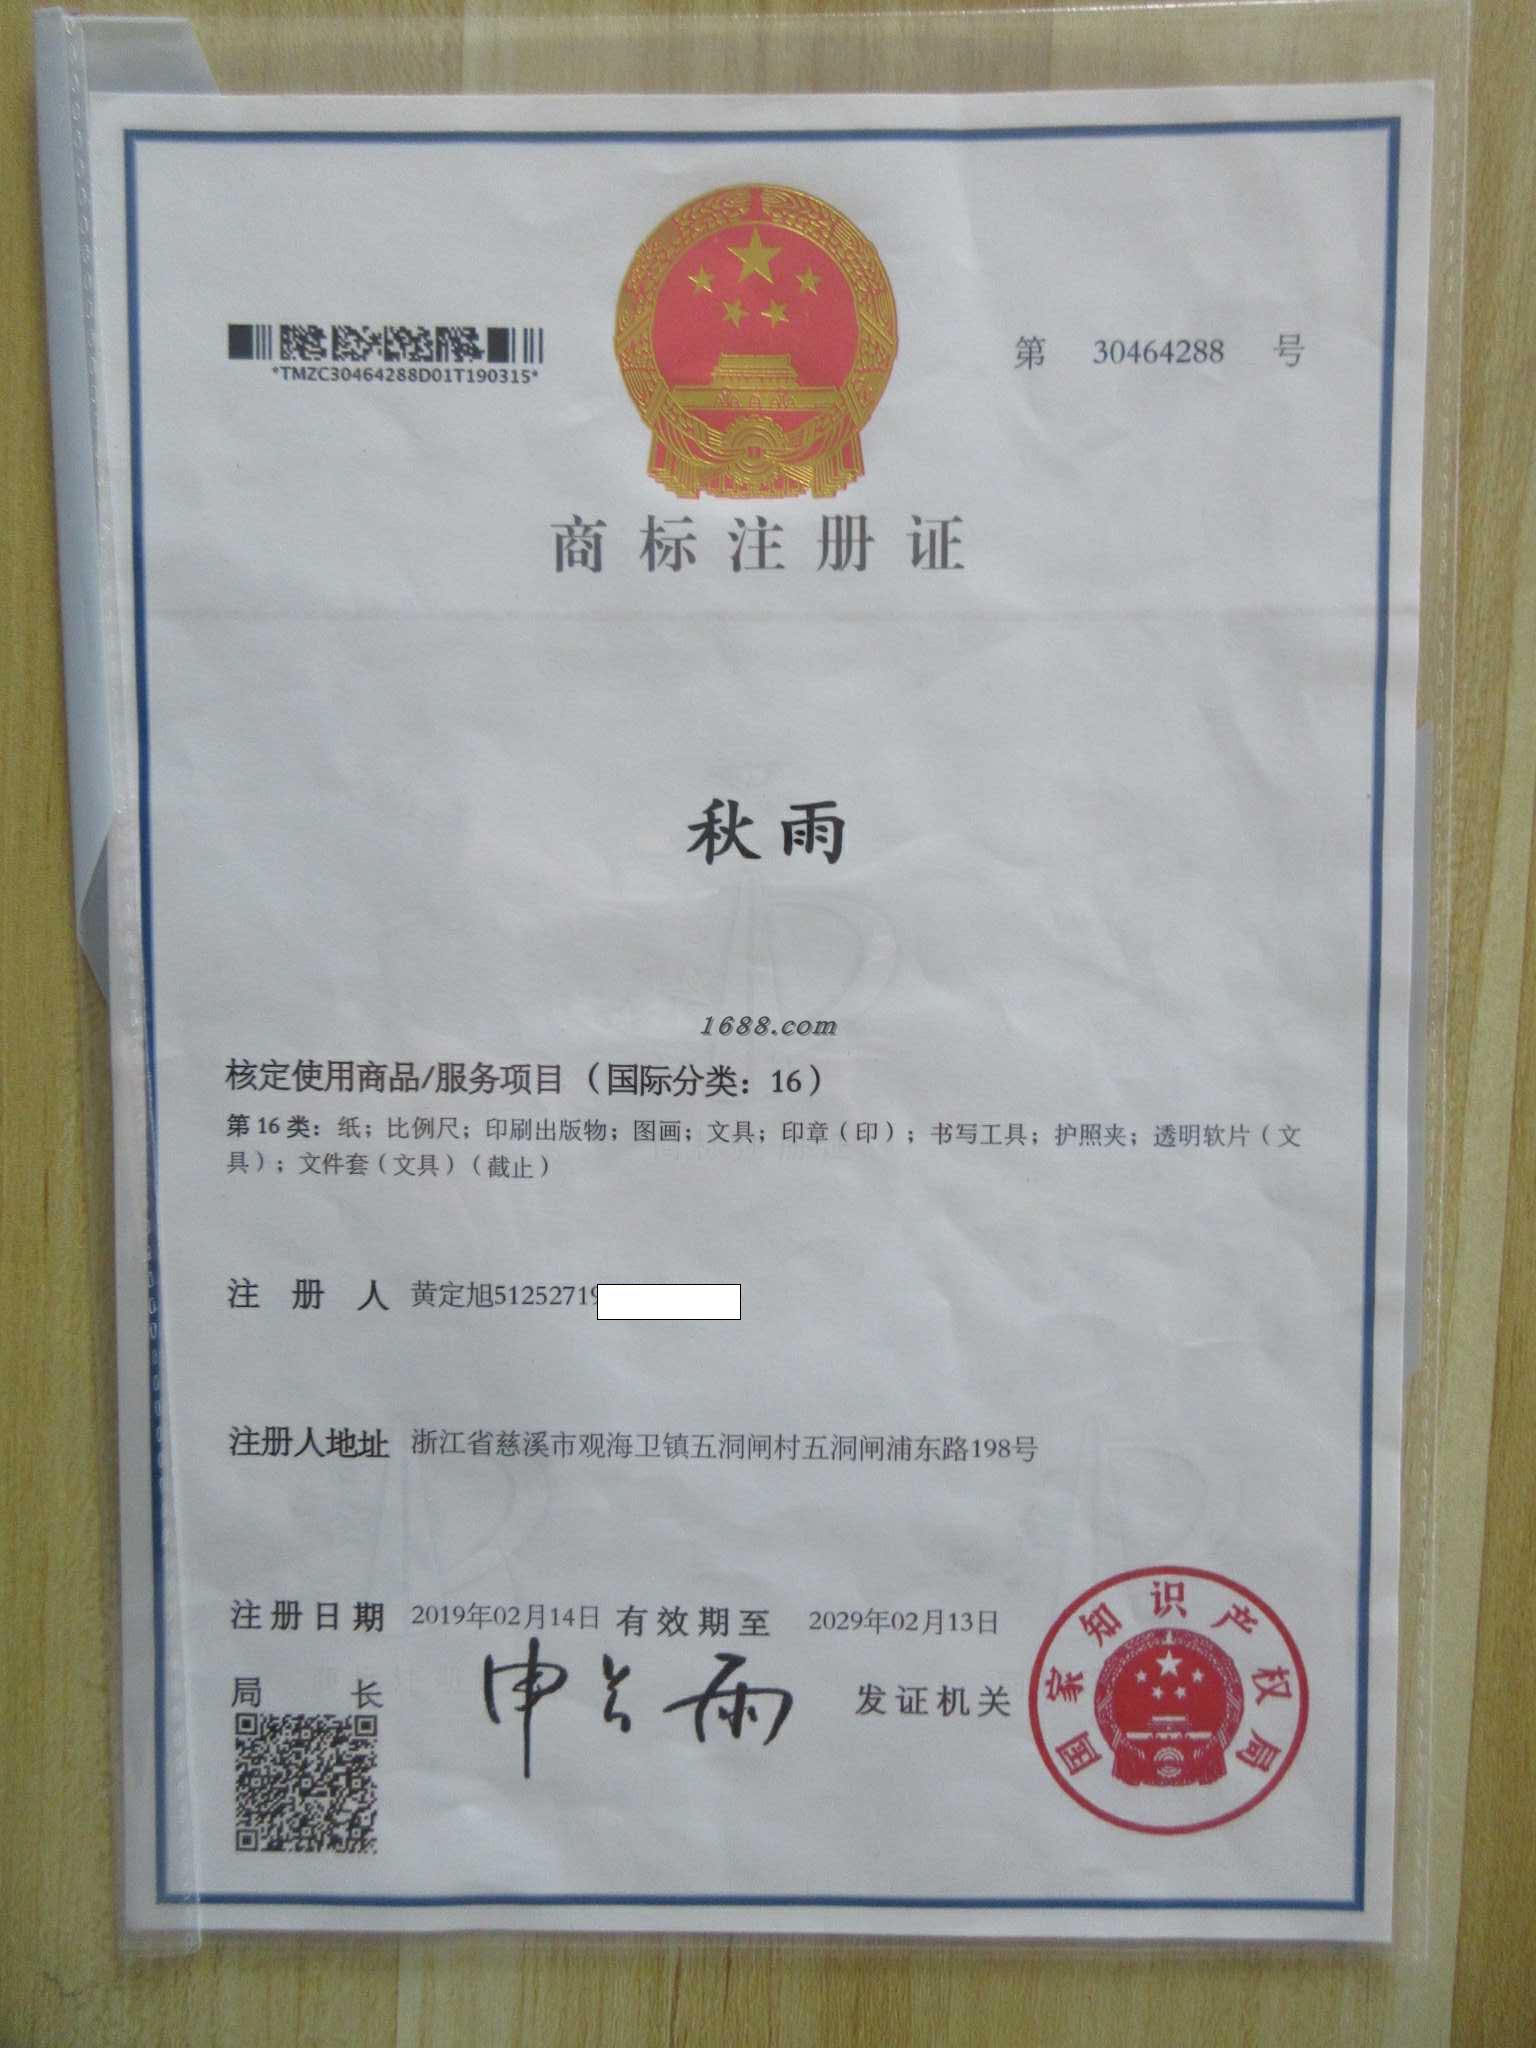 *TMZC30464288D01T190315*
第 30464288 号
商标注册证
秋雨
1688.com
核定使用商品/服务项目（国际分类：16）
第 16 类：纸；比例尺；印刷出版物；图画；文具；印章（印）；书写工具；护照夹；透明软片（文
具）；文件套（文具）（截止）
注册人 黄定旭51252719
注册人地址 浙江省慈溪市观海卫镇五洞闸村五洞闸浦东路198号
注册日期 2019年02月14日 有效期至 2029年02月13日
局长 申长雨 发证机关
国家知识产权局